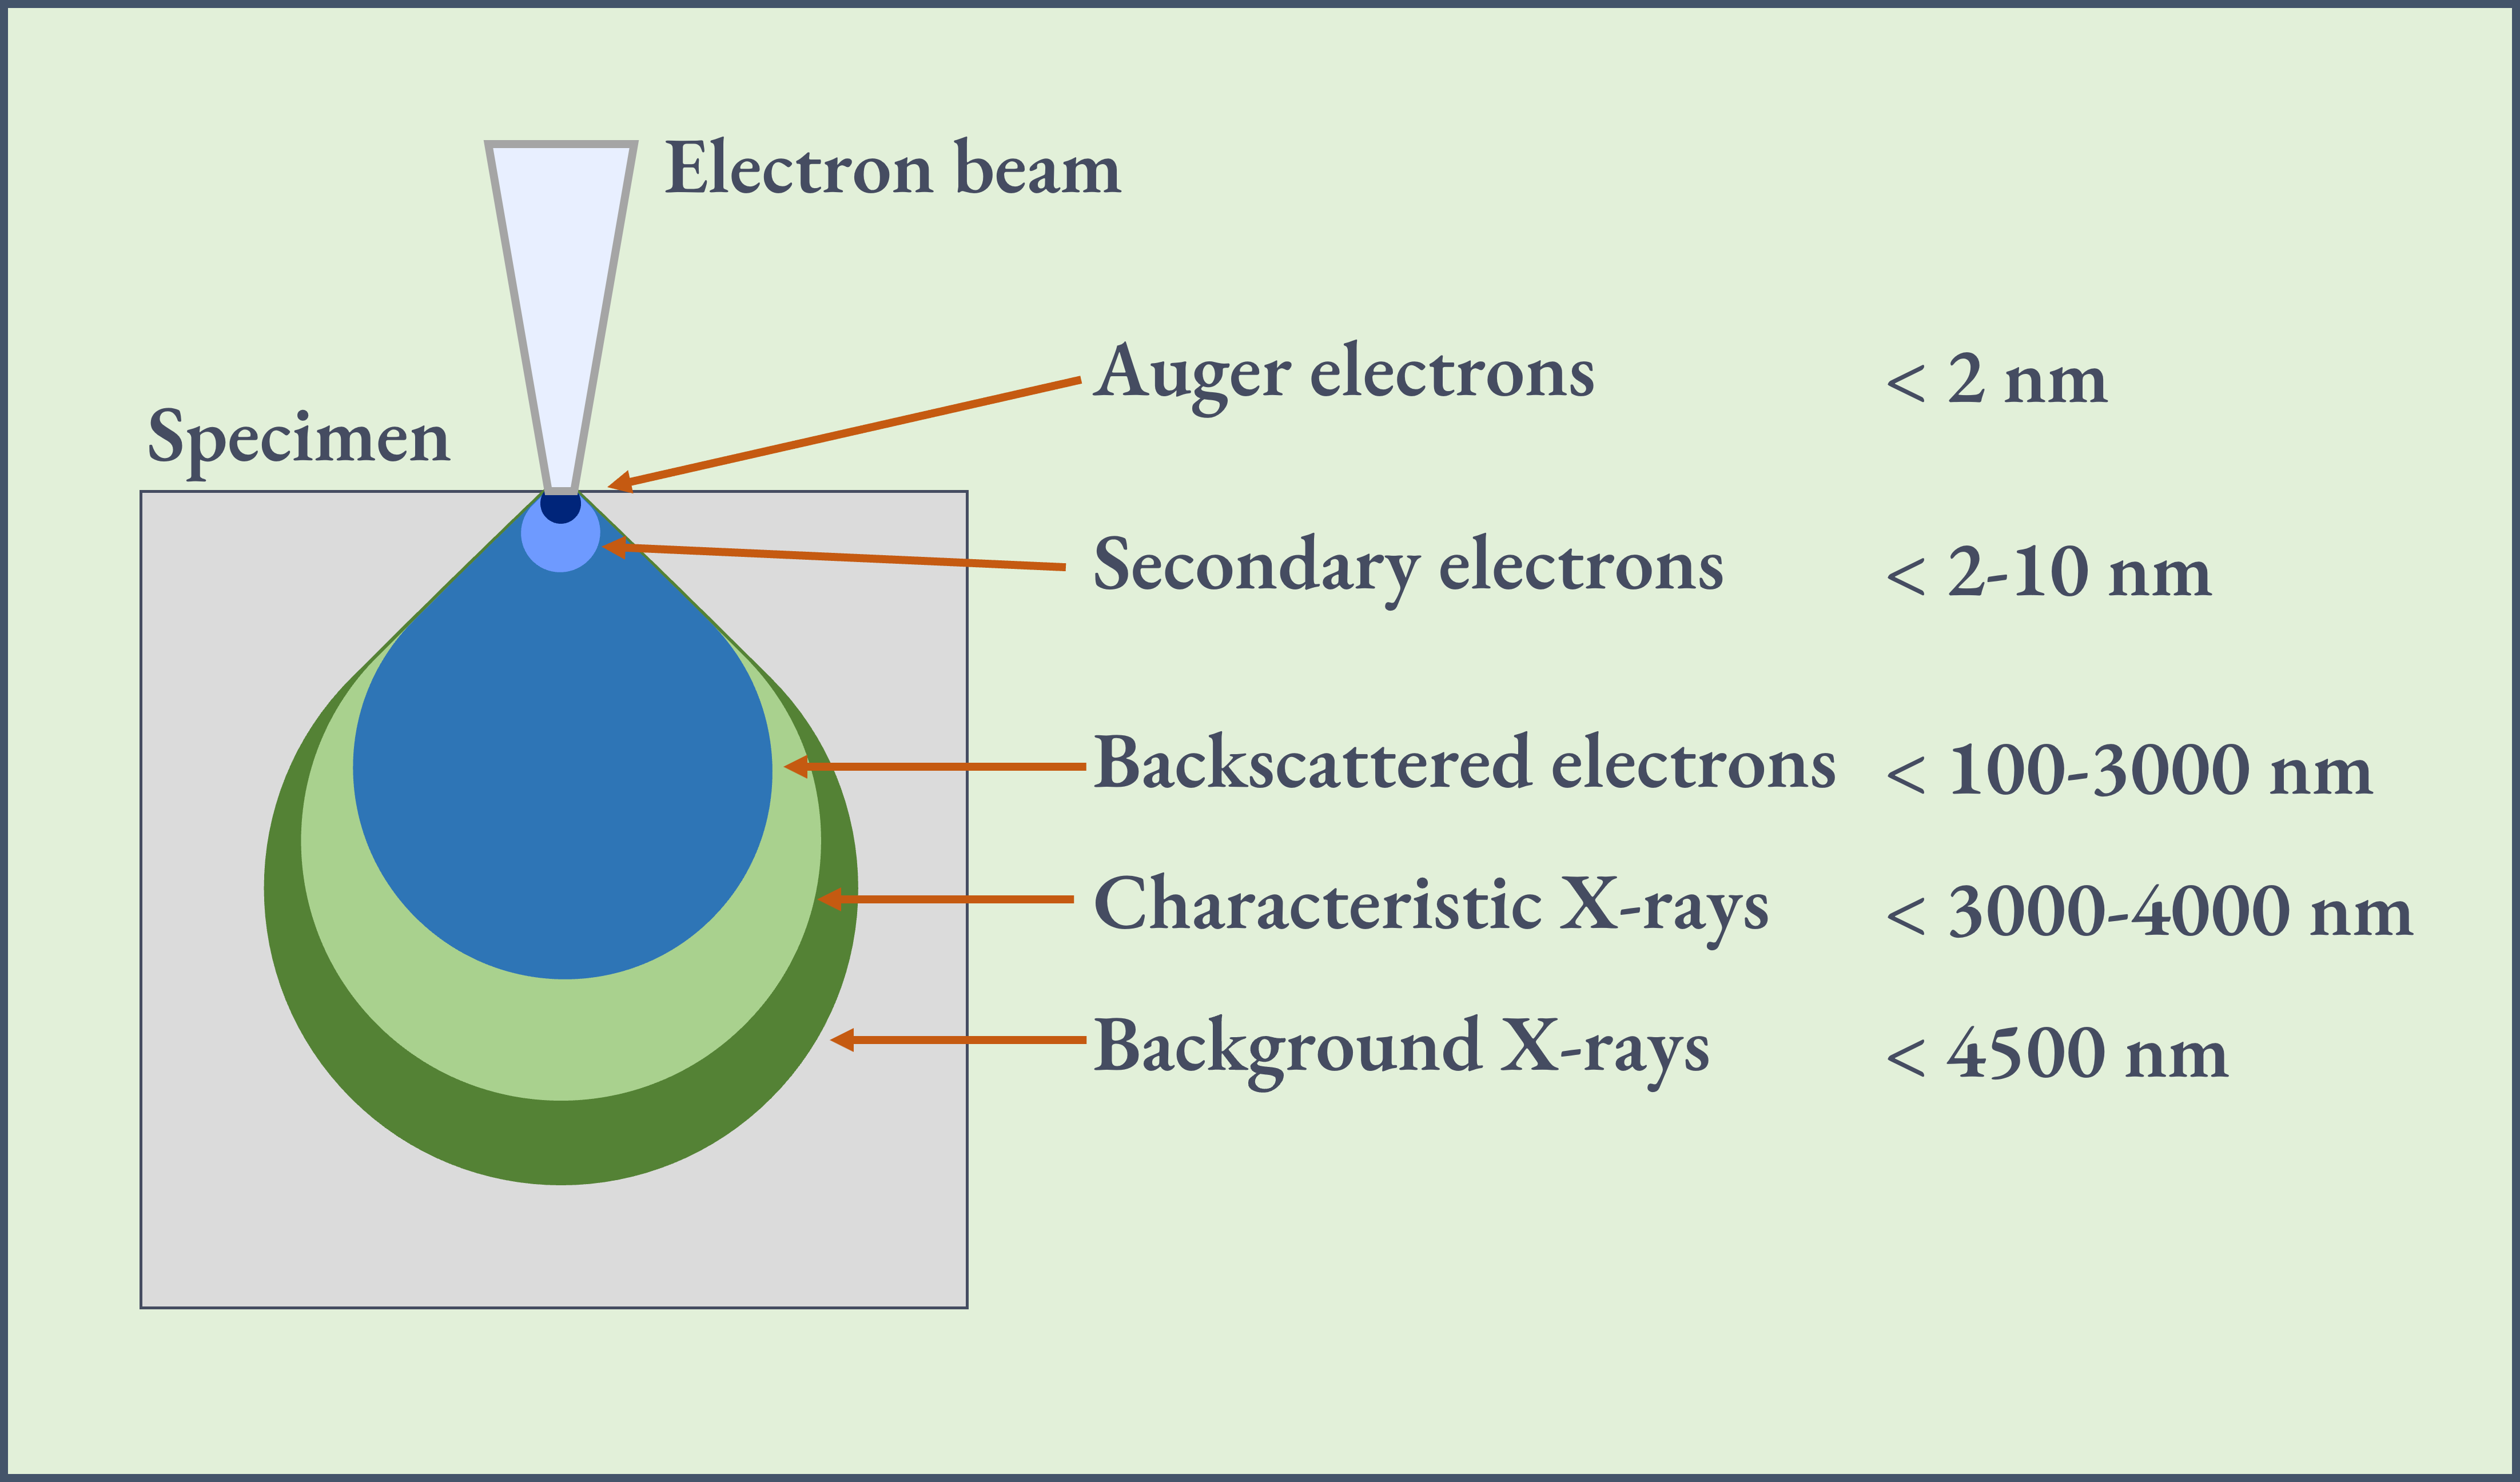 Electron beam
Specimen
Auger electrons < 2 nm
Secondary electrons < 2-10 nm
Backscattered electrons < 100-3000 nm
Characteristic X-rays < 3000-4000 nm
Background X-rays < 4500 nm